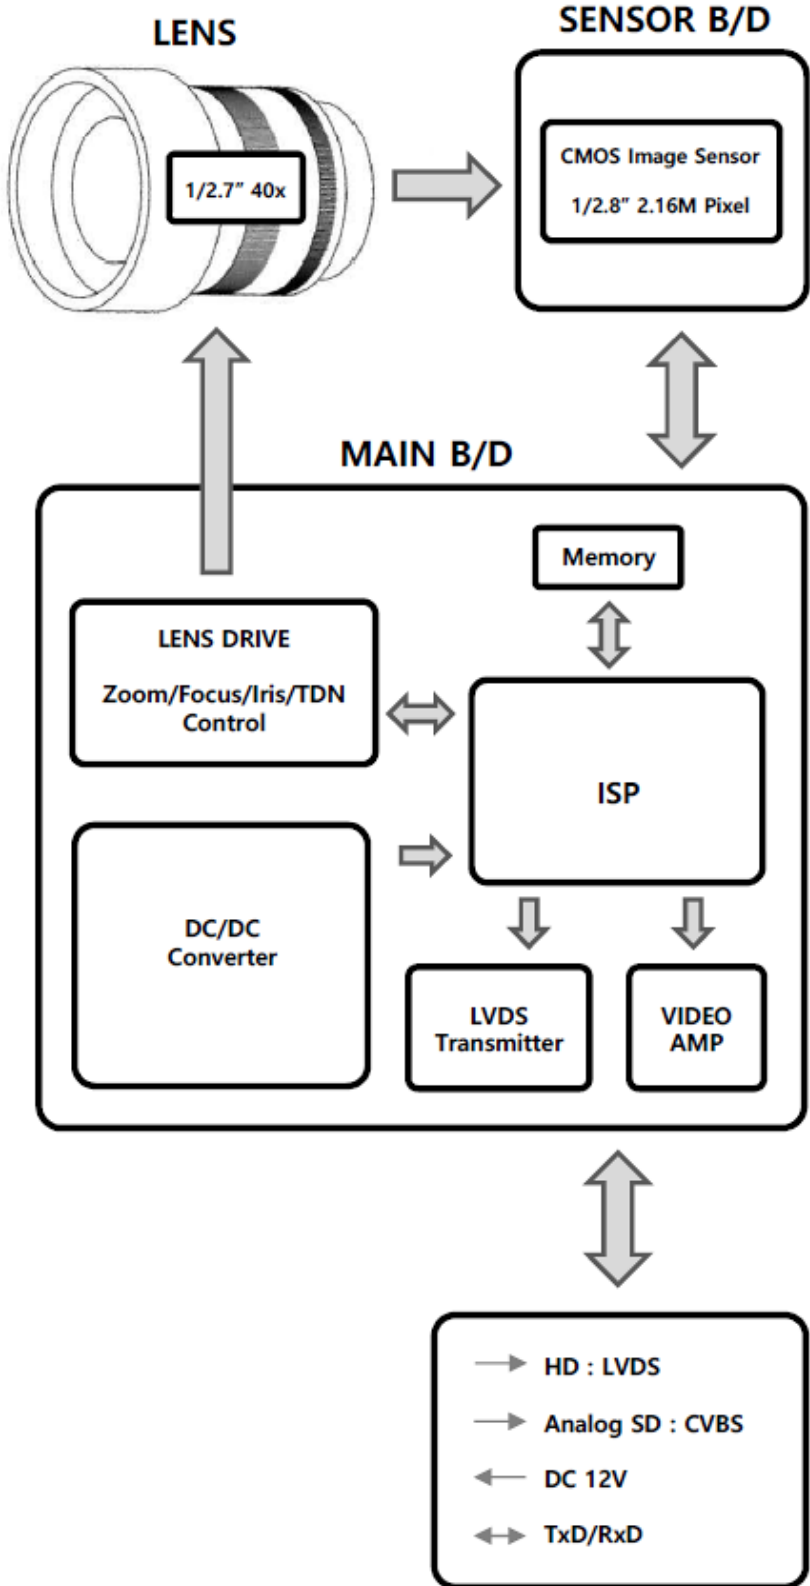 LENS
SENSOR B/D
1/2.7” 40x
CMOS Image Sensor
1/2.8” 2.16M Pixel
MAIN B/D
Memory
LENS DRIVE
Zoom/Focus/Iris/TDN
Control
ISP
DC/DC
Converter
LVDS
Transmitter
VIDEO
AMP
HD : LVDS
Analog SD : CVBS
DC 12V
TxD/RxD